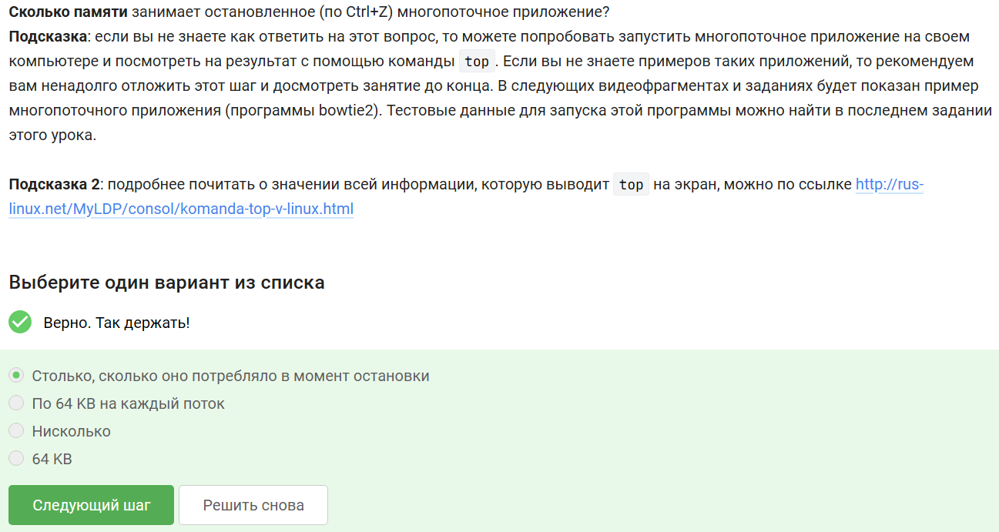 Сколько памяти занимает остановленное (по Ctrl+Z) многопоточное приложение?
Подсказка: если вы не знаете как ответить на этот вопрос, то можете попробовать запустить многопоточное приложение на своем
компьютере и посмотреть на результат с помощью команды top. Если вы не знаете примеров таких приложений, то рекомендуем
вам ненадолго отложить этот шаг и досмотреть занятие до конца. В следующих видеофрагментах и заданиях будет показан пример
многопоточного приложения (программы bowtie2). Тестовые данные для запуска этой программы можно найти в последнем задании
этого урока.
Подсказка 2: подробнее почитать о значении всей информации, которую выводит top на экран, можно по ссылке http://rus-
linux.net/MyLDP/consol/komanda-top-v-linux.html
Выберите один вариант из списка
Верно. Так держать!
Столько, сколько оно потребляло в момент остановки
По 64 KB на каждый поток
Нисколько
64 KB
Следующий шаг
Решить снова